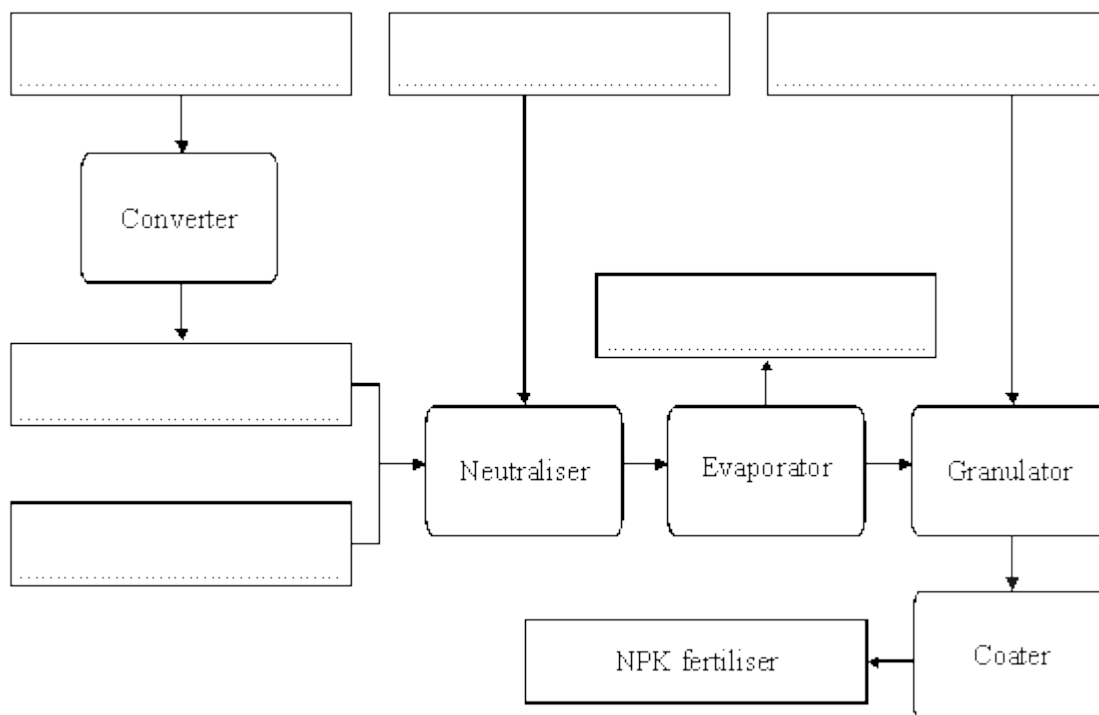 Converter
Neutraliser
Evaporator
Granulator
NPK fertiliser
Coater